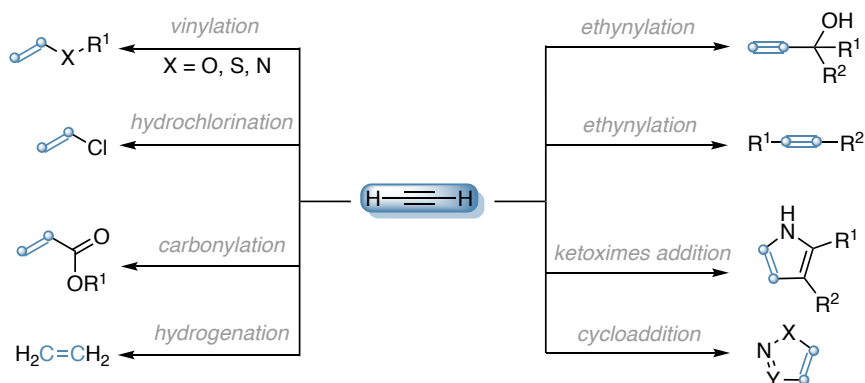 vinylation
X = O, S, N
X
R¹
hydrochlorination
Cl
carbonylation
O
OR¹
hydrogenation
H₂C=CH₂
H≡H
ethynylation
OH
R¹
R²
ethynylation
R¹
R²
ketoximes addition
H
N
R¹
R²
cycloaddition
X
N
Y